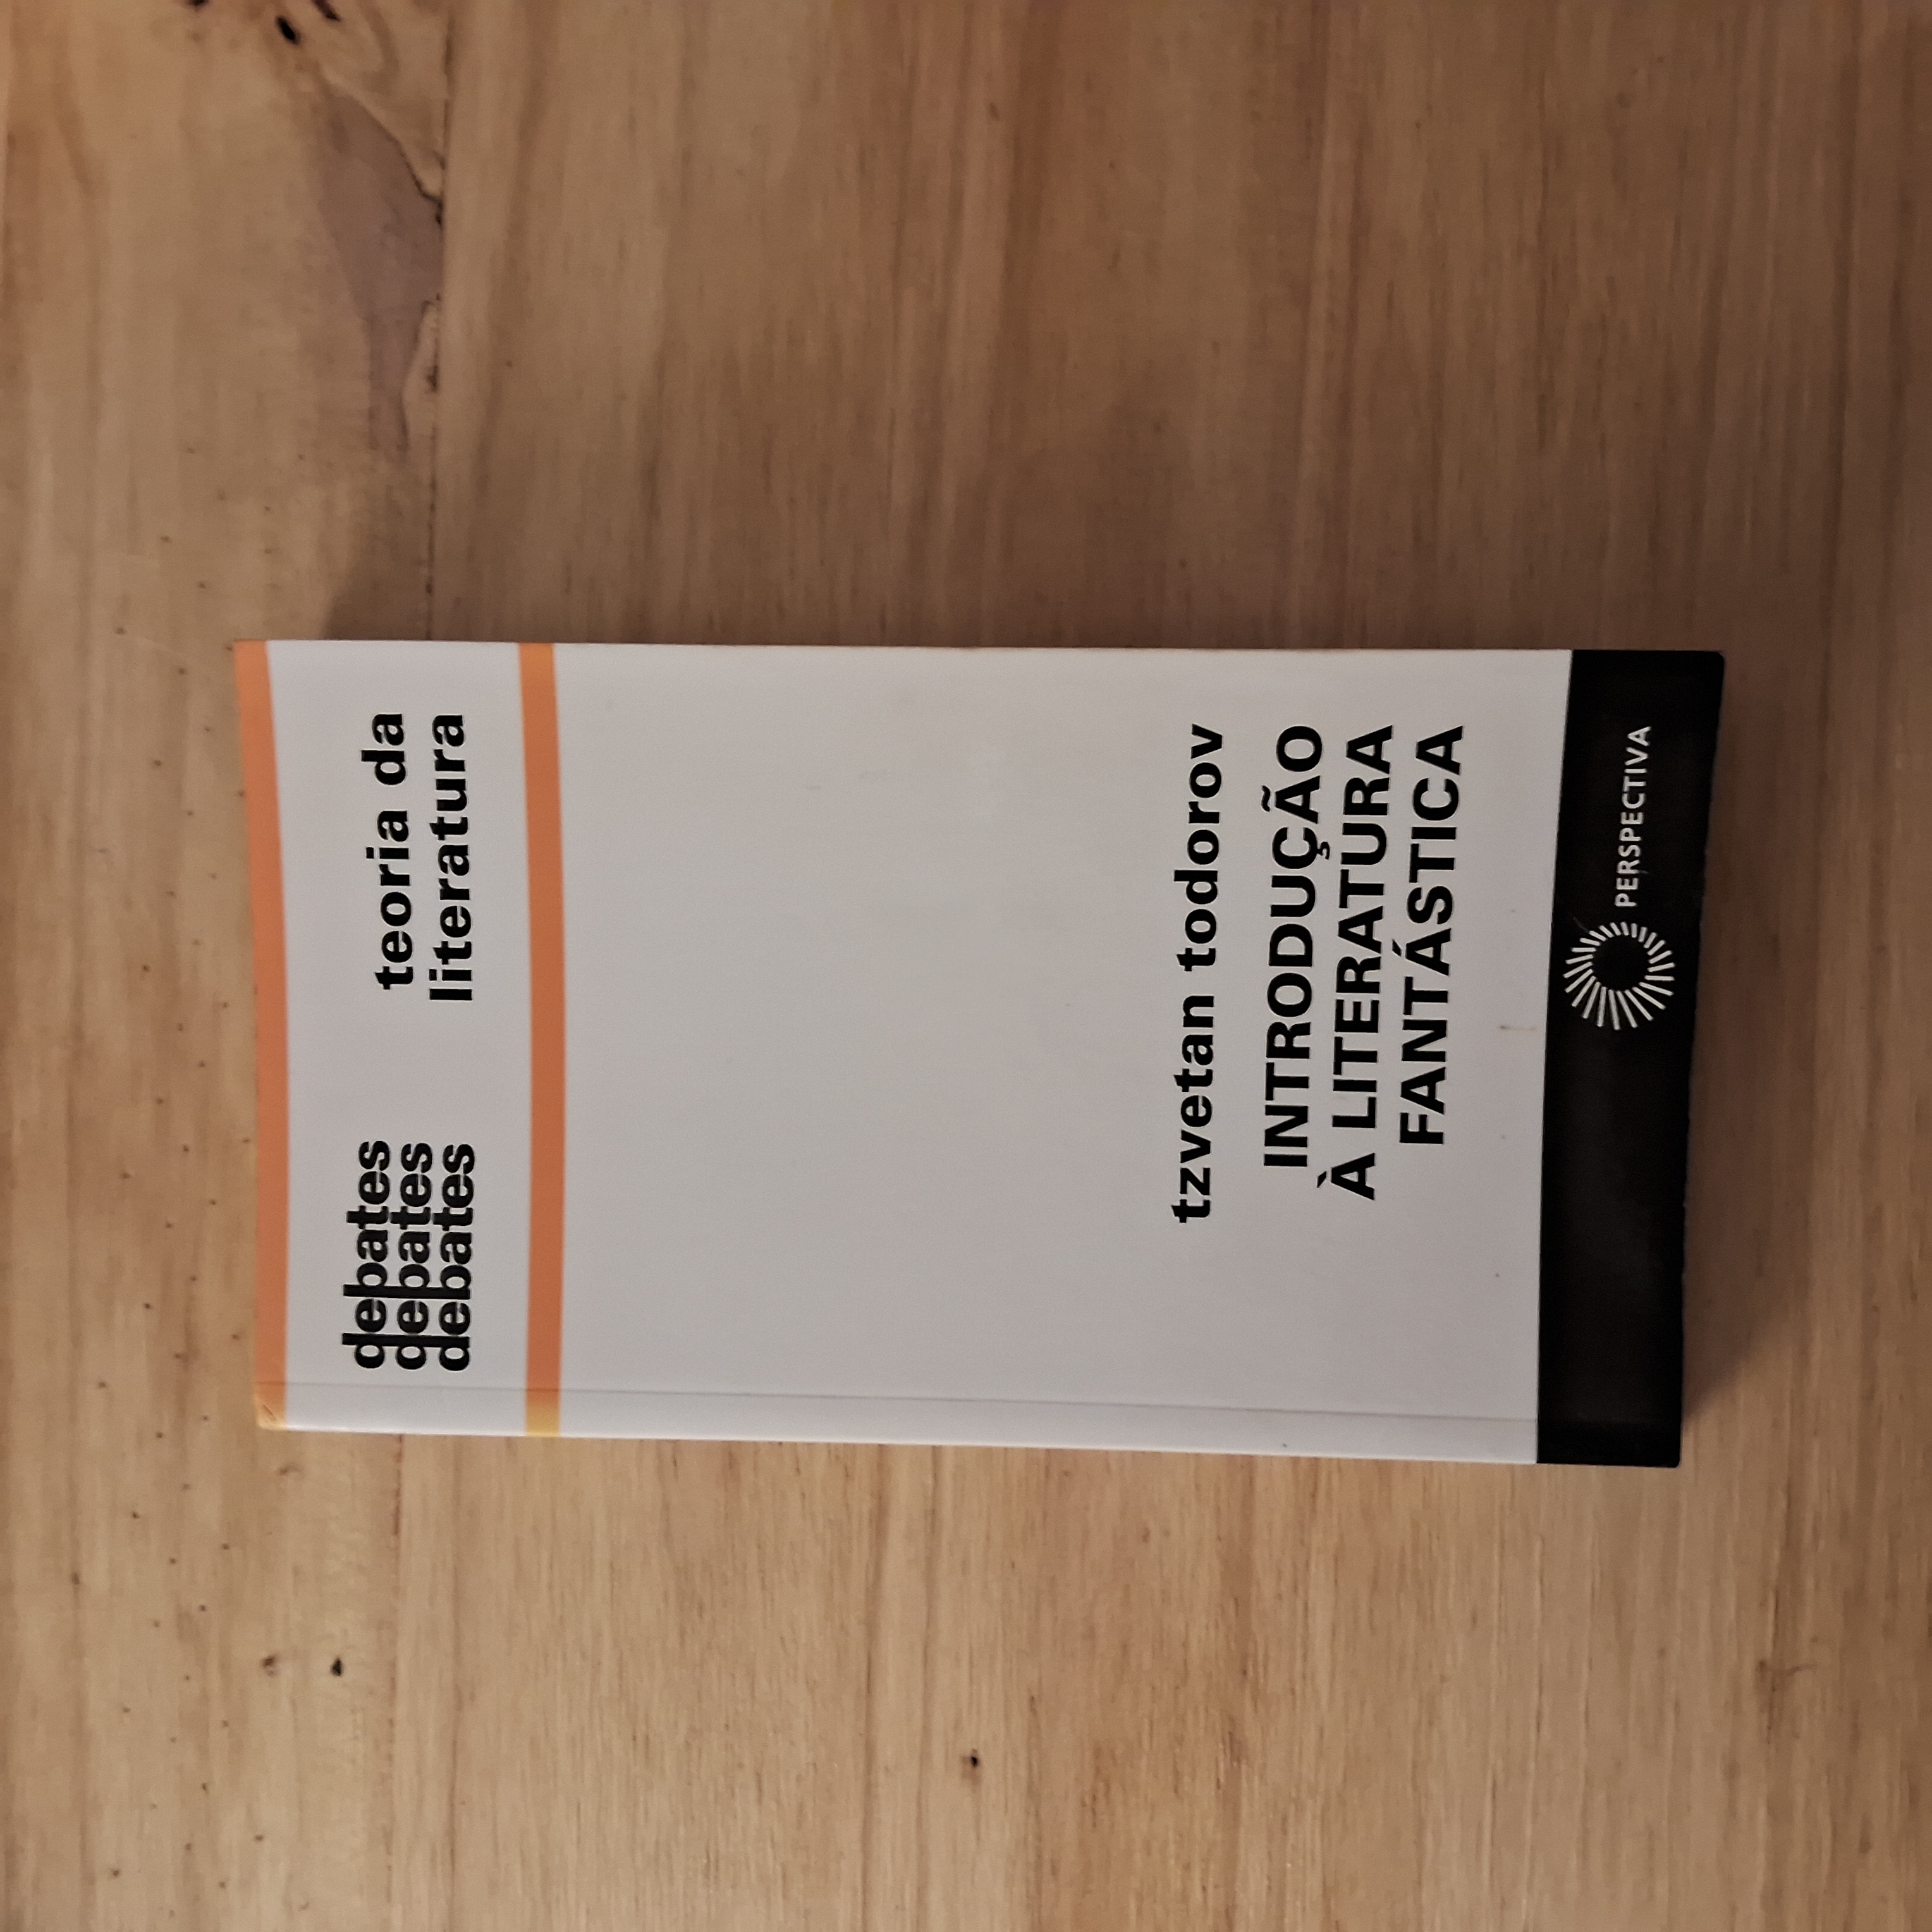 debates
debates
debates
teoria da
literatura
tzvetan todorov
INTRODUÇÃO
À LITERATURA
FANTÁSTICA
PERSPECTIVA